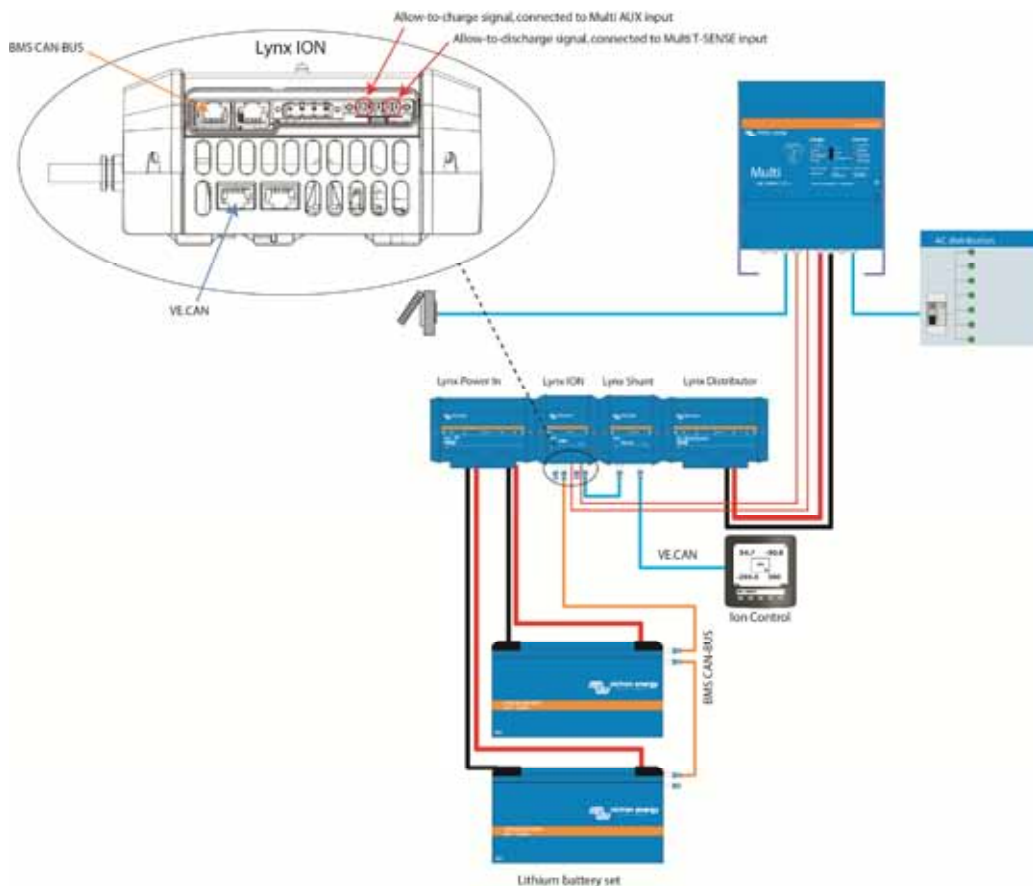 Allow-to-charge signal, connected to Multi AUX input
Allow-to-discharge signal, connected to Multi T-SENSE input
BMS CAN-BUS
Lynx ION
VE.CAN
Multi
AC distribution
Lynx Power In
Lynx ION
Lynx Shunt
Lynx Distributor
VE.CAN
Ion Control
BMS CAN-BUS
victron energy
victron energy
Lithium battery set